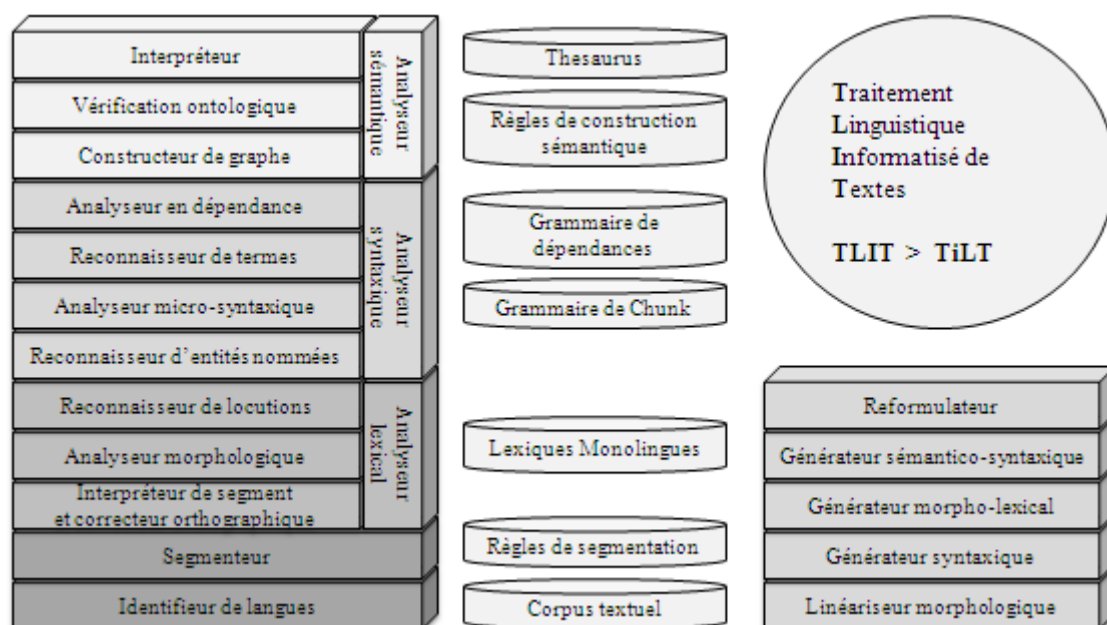 Interpréteur
Vérification ontologique
Constructeur de graphe
Analyseur en dépendance
Reconnaisseur de termes
Analyseur micro-syntaxique
Reconnaisseur d’entités nommées
Reconnaisseur de locutions
Analyseur morphologique
Interpréteur de segment
et correcteur orthographique
Segmenteur
Identifieur de langues
Analyseur
sémantique
Analyseur
syntaxique
Analyseur
lexical
Thesaurus
Règles de construction
sémantique
Grammaire de
dépendances
Grammaire de Chunk
Lexiques Monolingues
Règles de segmentation
Corpus textuel
Traitement
Linguistique
Informatisé de
Textes
TLIT > TiLT
Reformulateur
Générateur sémantico-syntaxique
Générateur morpho-lexical
Générateur syntaxique
Linéariseur morphologique